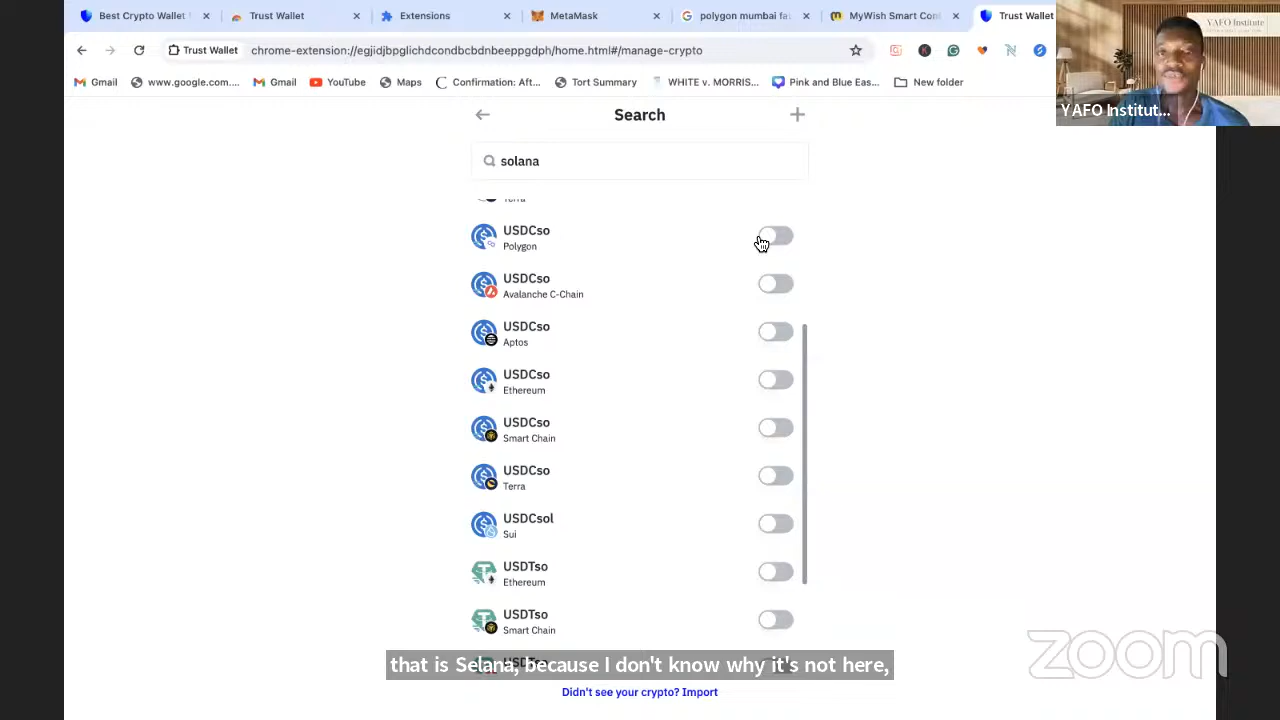 Best Crypto Wallet
Trust Wallet
Extensions
MetaMask
polygon mumbai fa
MyWish Smart Con
Trust Wallet
Trust Wallet
chrome-extension://egjidjbpglichdcondbcbdnbeeppgdph/home.html#/manage-crypto
Gmail
www.google.com....
Gmail
YouTube
Maps
Confirmation: Aft...
Tort Summary
WHITE v. MORRIS...
Pink and Blue Eas...
New folder
YAFO Institute
YAFO Institut...
Search
solana
Terra
USDCso
Polygon
USDCso
Avalanche C-Chain
USDCso
Aptos
USDCso
Ethereum
USDCso
Smart Chain
USDCso
Terra
USDCsol
Sui
USDTso
Ethereum
USDTso
Smart Chain
that is Selana, because I don't know why it's not here,
Didn't see your crypto? Import
zoom